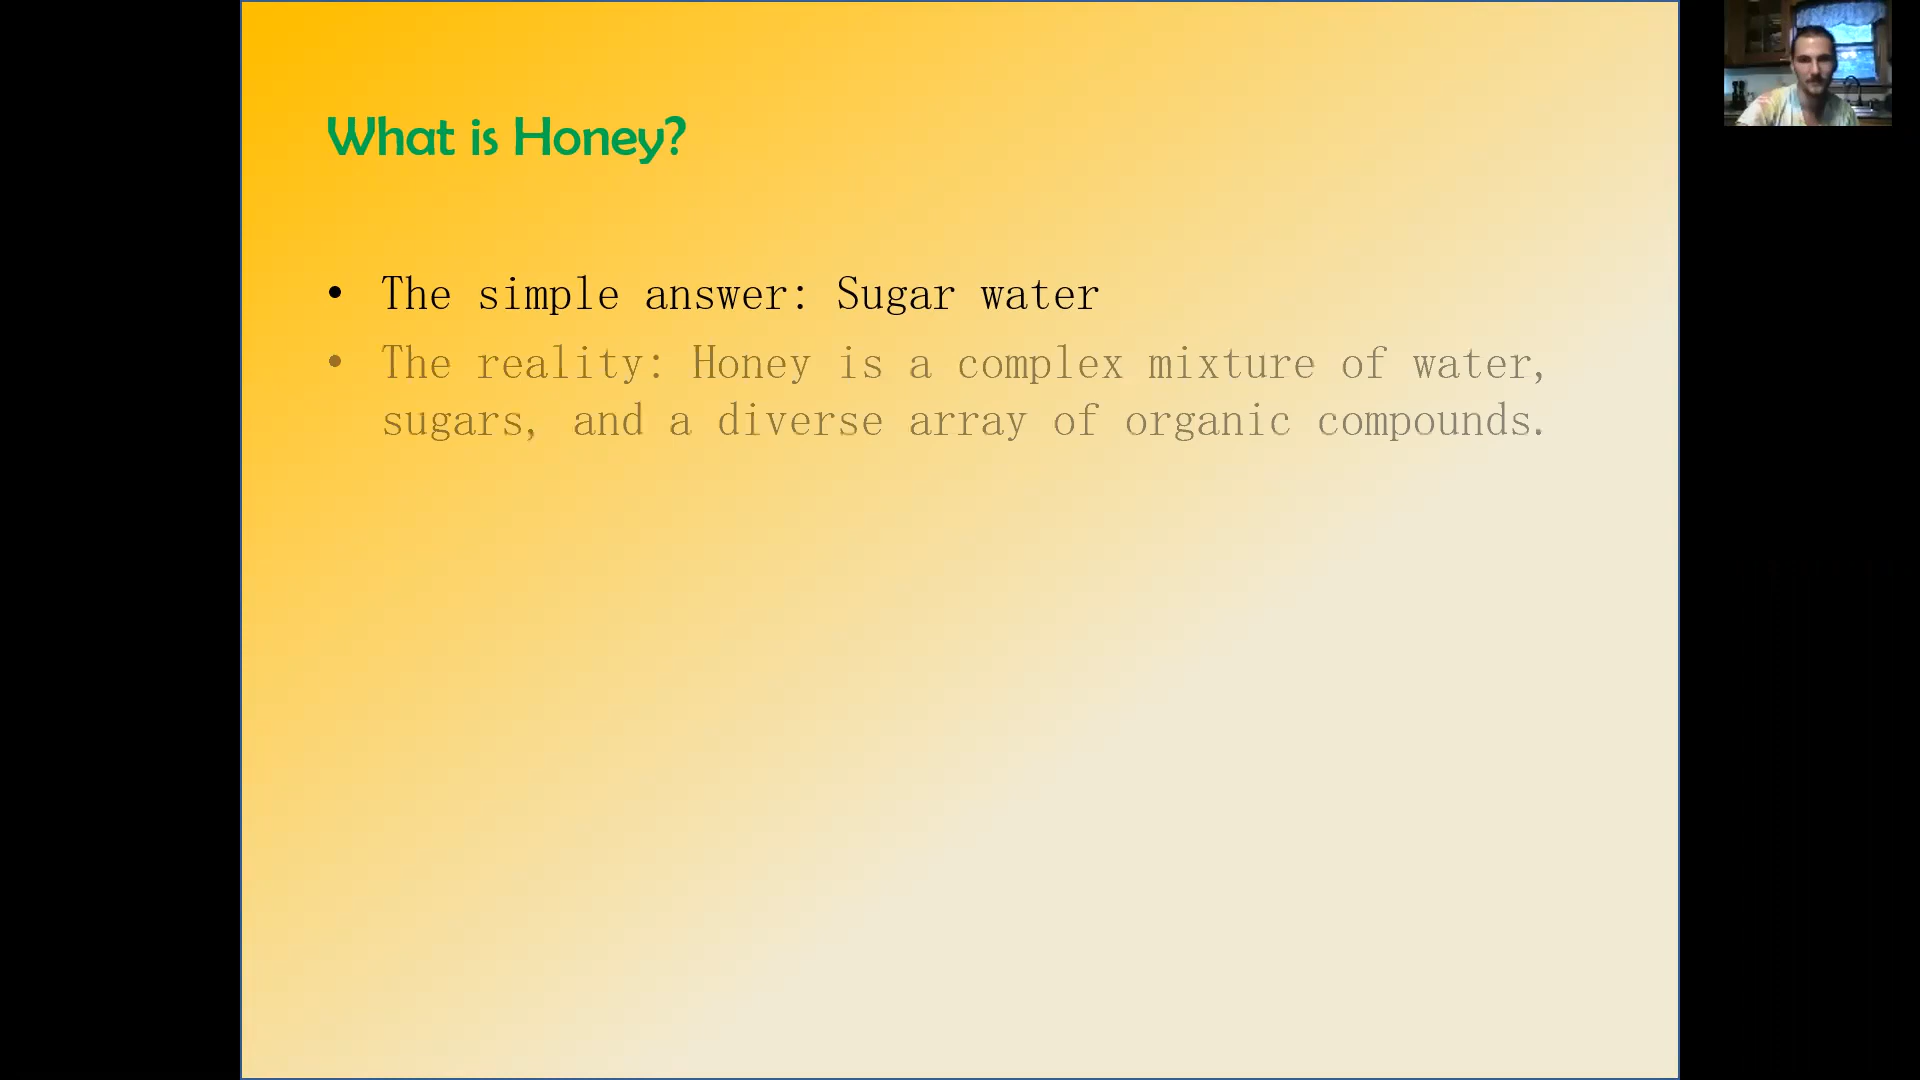 What is Honey?
• The simple answer: Sugar water
• The reality: Honey is a complex mixture of water,
sugars, and a diverse array of organic compounds.